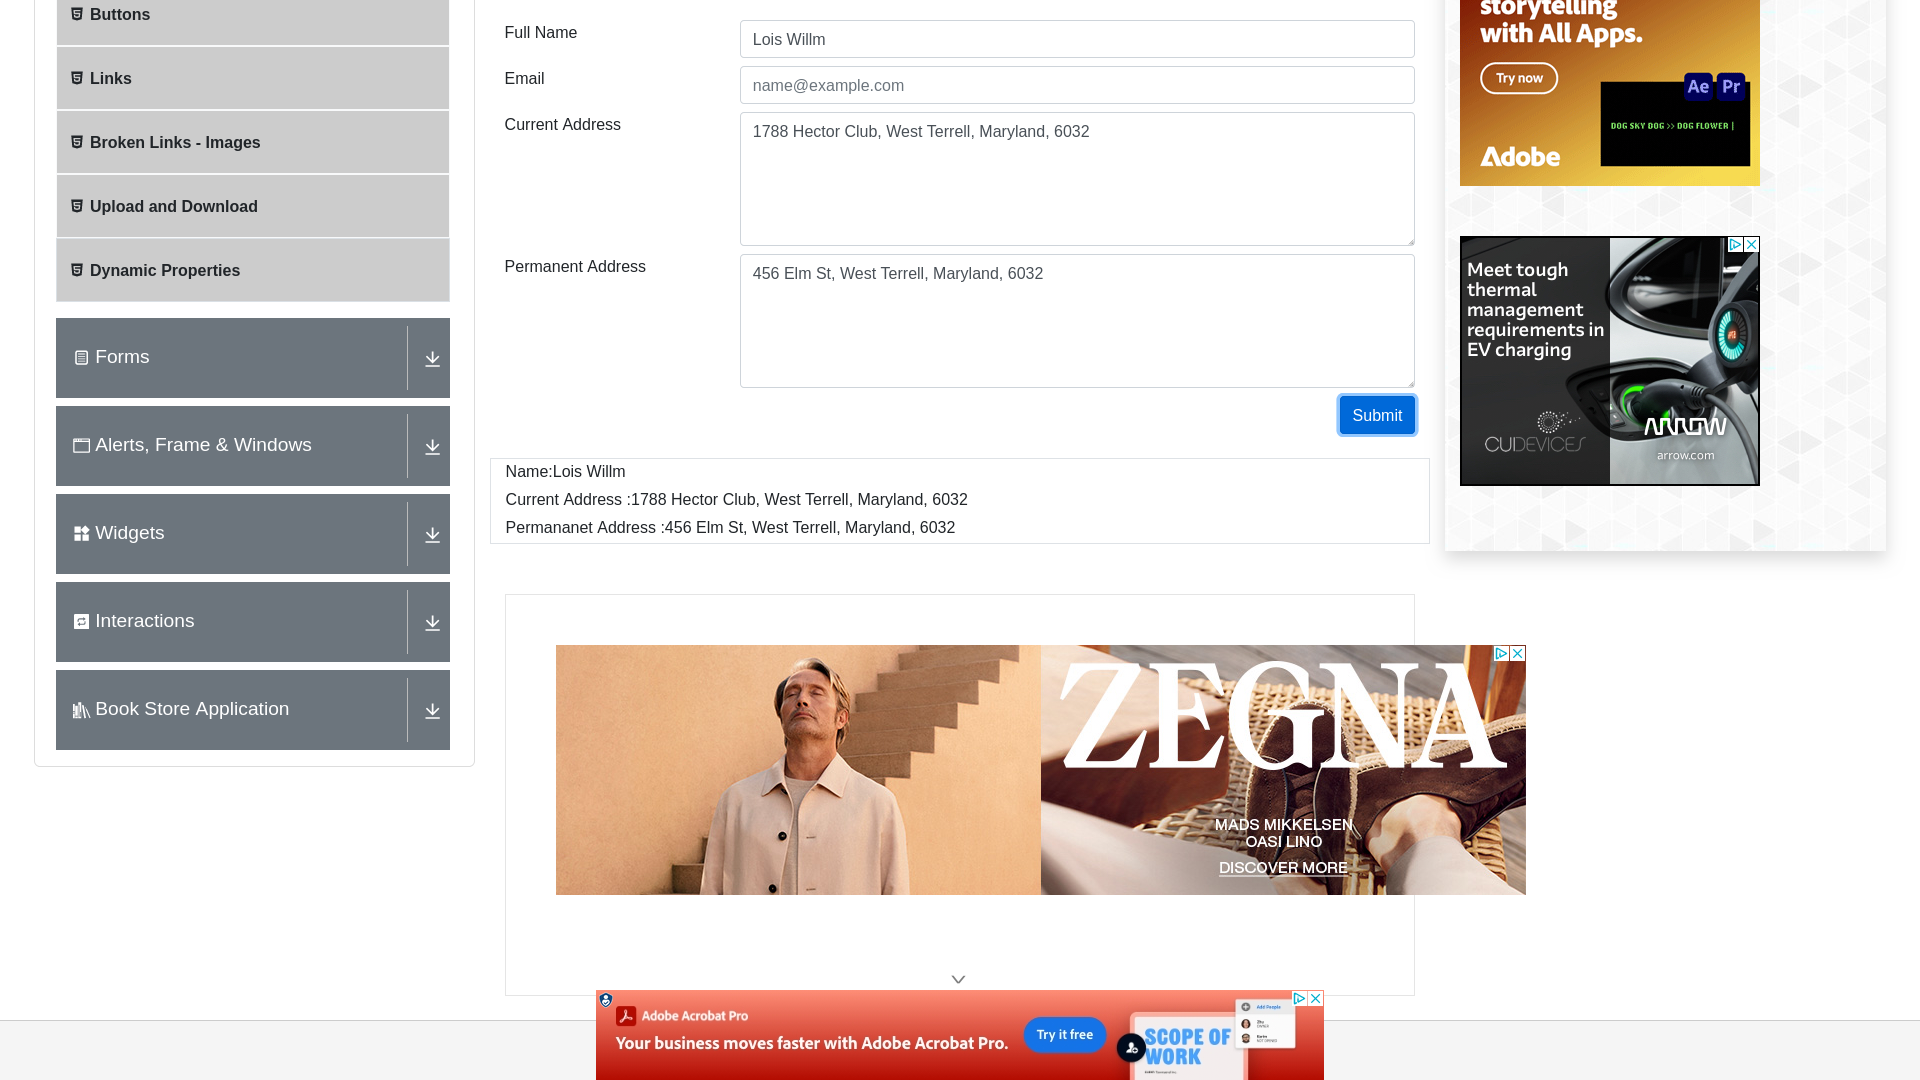 Buttons
Links
Broken Links - Images
Upload and Download
Dynamic Properties
Forms
Alerts, Frame & Windows
Widgets
Interactions
Book Store Application
Full Name
Lois Willm
Email
name@example.com
Current Address
1788 Hector Club, West Terrell, Maryland, 6032
Permanent Address
456 Elm St, West Terrell, Maryland, 6032
Submit
Name:Lois Willm
Current Address :1788 Hector Club, West Terrell, Maryland, 6032
Permananet Address :456 Elm St, West Terrell, Maryland, 6032
storytelling
with All Apps.
Try now
Ae Pr
DOG SKY DOG >> DOG FLOWER |
Adobe
Meet tough
thermal
management
requirements in
EV charging
CUIDEVICES
ARROW
arrow.com
ZEGNA
MADS MIKKELSEN
OASI LINO
DISCOVER MORE
Adobe Acrobat Pro
Your business moves faster with Adobe Acrobat Pro.
Try it free
SCOPE OF
WORK
Add People